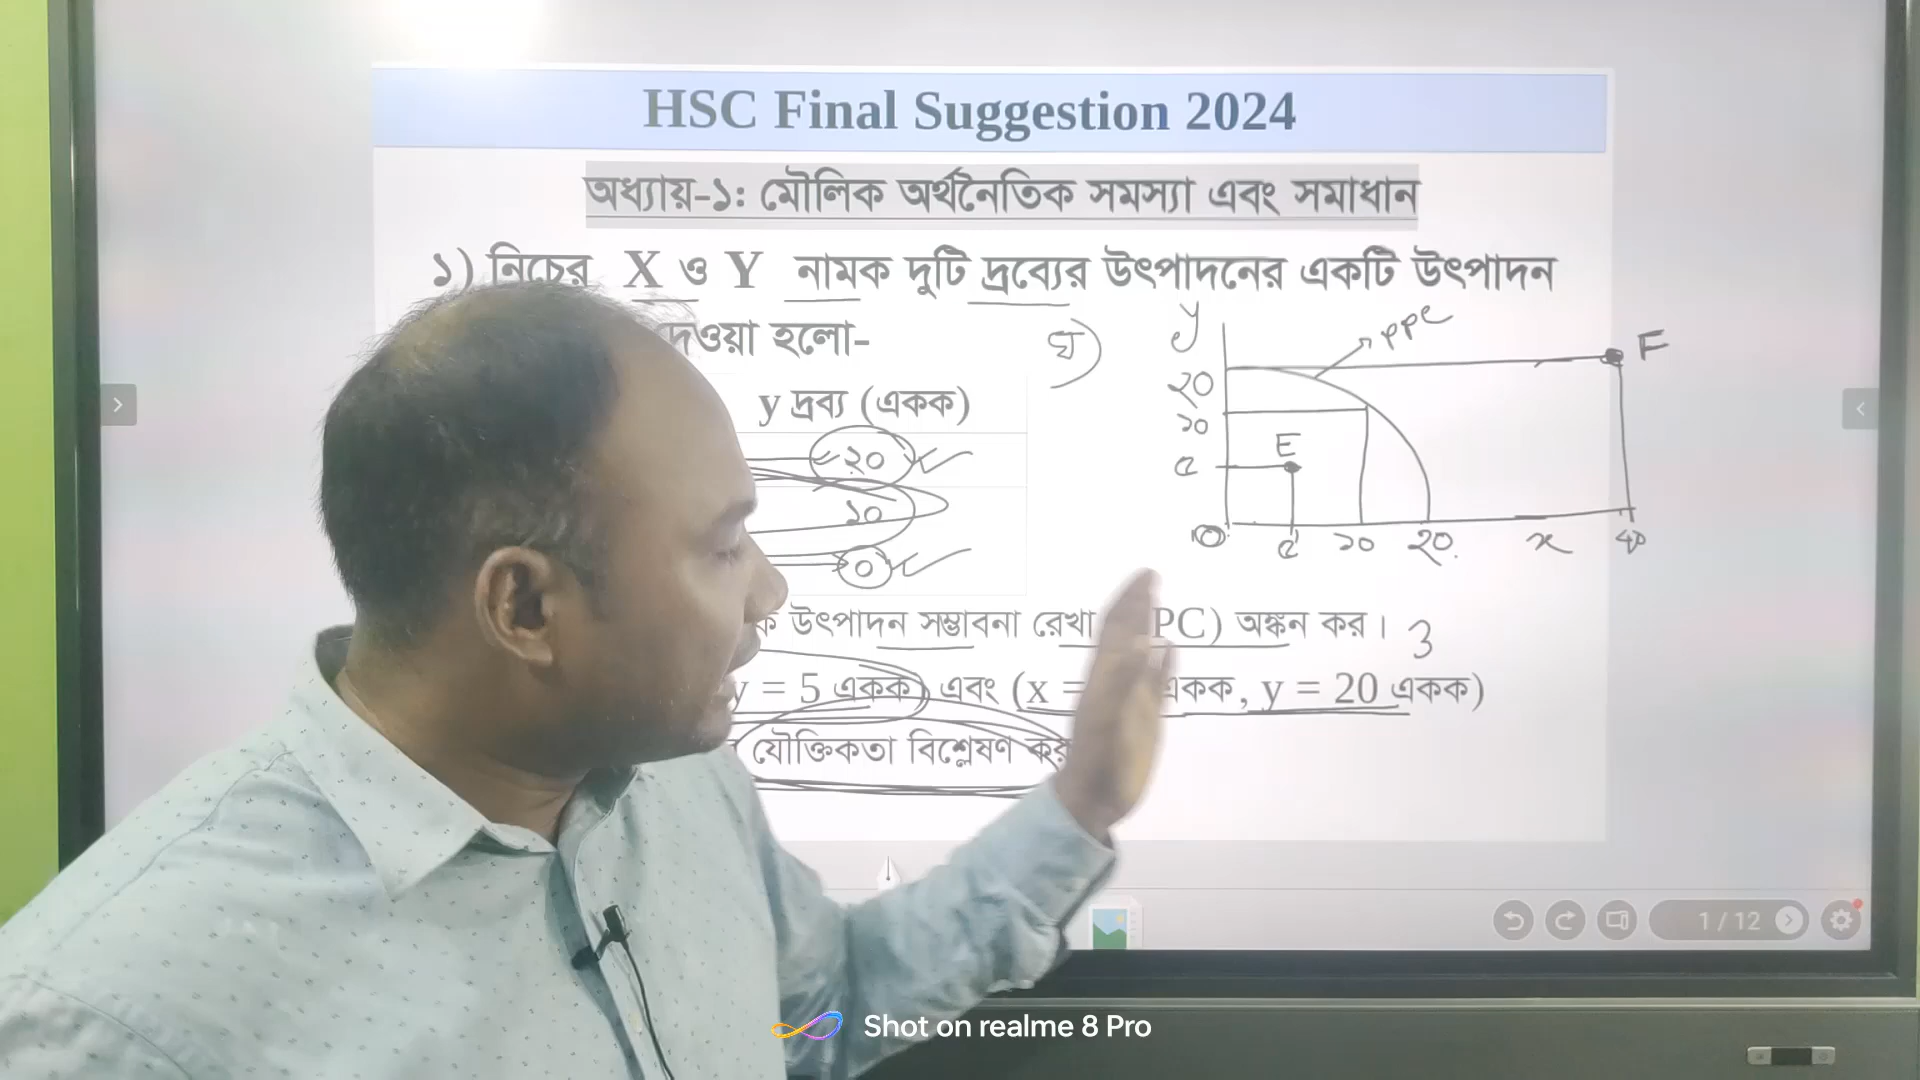 HSC Final Suggestion 2024
অধ্যায়-১: মৌলিক অর্থনৈতিক সমস্যা এবং সমাধান
১) নিচের X ও Y নামক দুটি দ্রব্যের উৎপাদনের একটি উৎপাদন
দেওয়া হলো-
y দ্রব্য (একক)
২০
১০
০
ঘ)
y
PPC
F
২০
১০
৫
E
০
৫ ১০ ২০ x
উৎপাদন সম্ভাবনা রেখা PC) অঙ্কন কর। 3
y = 5 একক) এবং (x = একক, y = 20 একক)
যৌক্তিকতা বিশ্লেষণ কর
1 / 12
Shot on realme 8 Pro